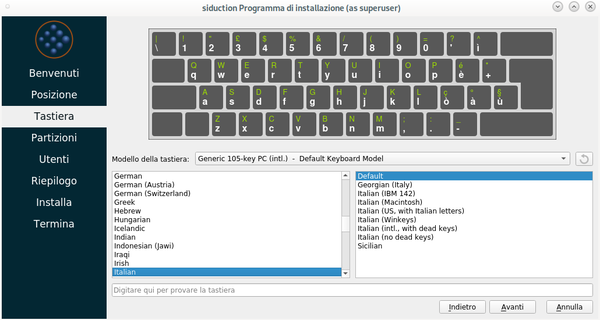 siduction Programma di installazione (as superuser)
Benvenuti
Posizione
Tastiera
Partizioni
Utenti
Riepilogo
Installa
Termina
| ! " £ $ % & / ( ) = ? ^
\ 1 2 3 4 5 6 7 8 9 0 ' ì
Q W E R T Y U I O P é *
q w e r t y u i o p è +
A S D F G H J K L ç ° §
a s d f g h j k l ò à ù
Z X C V B N M ; : _
z x c v b n m , . -
Modello della tastiera:
Generic 105-key PC (intl.) - Default Keyboard Model
German
German (Austria)
German (Switzerland)
Greek
Hebrew
Hungarian
Icelandic
Indian
Indonesian (Jawi)
Iraqi
Irish
Italian
Default
Georgian (Italy)
Italian (IBM 142)
Italian (Macintosh)
Italian (US, with Italian letters)
Italian (Winkeys)
Italian (intl., with dead keys)
Italian (no dead keys)
Sicilian
Digitare qui per provare la tastiera
Indietro
Avanti
Annulla